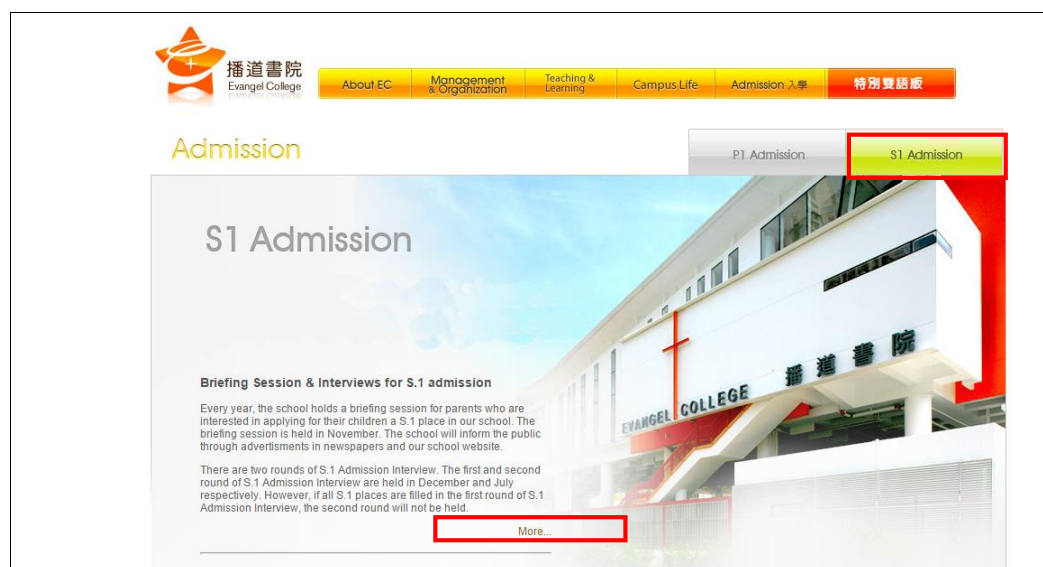 播道書院
Evangel College
About EC
Management
& Organization
Teaching &
Learning
Campus Life
Admission 入學
特別雙語版
Admission
P1 Admission
S1 Admission
S1 Admission
播道書院
EVANGEL COLLEGE
Briefing Session & Interviews for S.1 admission
Every year, the school holds a briefing session for parents who are
interested in applying for their children a S.1 place in our school. The
briefing session is held in November. The school will inform the public
through advertisments in newspapers and our school website.
There are two rounds of S.1 Admission Interview. The first and second
round of S.1 Admission Interview are held in December and July
respectively. However, if all S.1 places are filled in the first round of S.1
Admission Interview, the second round will not be held.
More...